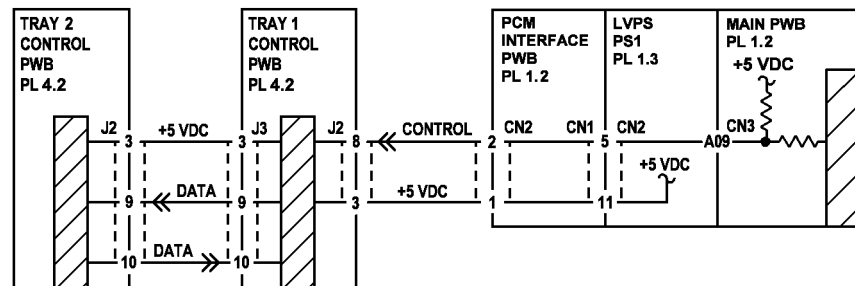 TRAY 2
CONTROL
PWB
PL 4.2
TRAY 1
CONTROL
PWB
PL 4.2
PCM
INTERFACE
PWB
PL 1.2
LVPS
PS1
PL 1.3
MAIN PWB
PL 1.2
+5 VDC
J2 3 +5 VDC 3 J3 J2 8 CONTROL 2 CN2 CN1 5 CN2 A09 CN3
+5 VDC
9 DATA 9 3 +5 VDC 1 11
10 DATA 10